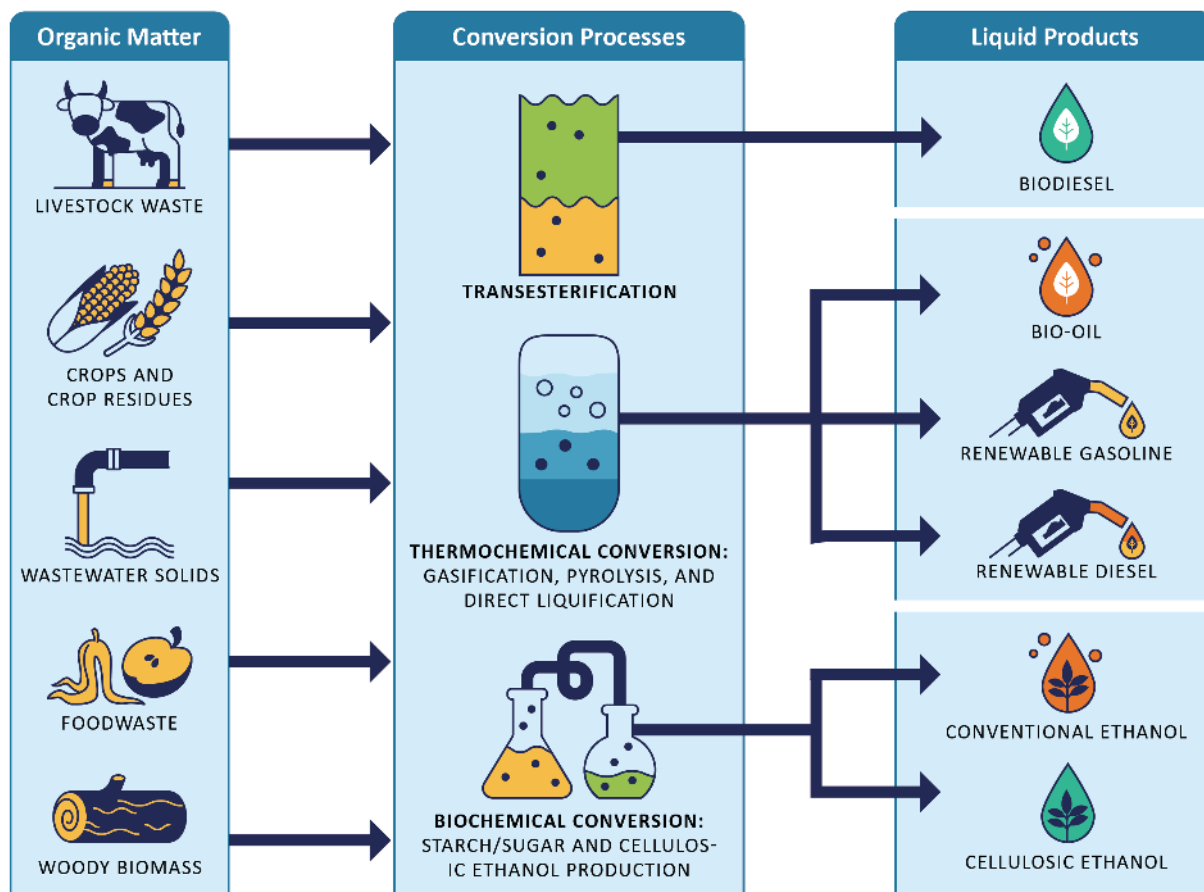 Organic Matter
LIVESTOCK WASTE
CROPS AND
CROP RESIDUES
WASTEWATER SOLIDS
FOODWASTE
WOODY BIOMASS
Conversion Processes
TRANSESTERIFICATION
THERMOCHEMICAL CONVERSION:
GASIFICATION, PYROLYSIS, AND
DIRECT LIQUIFICATION
BIOCHEMICAL CONVERSION:
STARCH/SUGAR AND CELLULOS-
IC ETHANOL PRODUCTION
Liquid Products
BIODIESEL
BIO-OIL
RENEWABLE GASOLINE
RENEWABLE DIESEL
CONVENTIONAL ETHANOL
CELLULOSIC ETHANOL